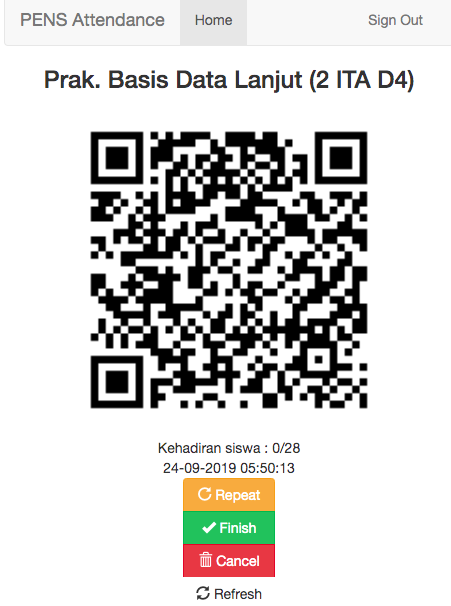 PENS Attendance Home Sign Out
Prak. Basis Data Lanjut (2 ITA D4)
Kehadiran siswa : 0/28
24-09-2019 05:50:13
Repeat
Finish
Cancel
Refresh